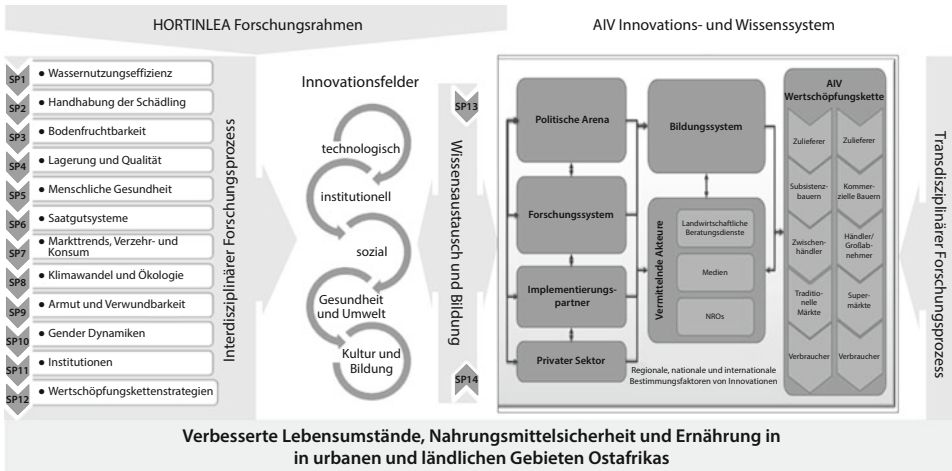 HORTINLEA Forschungsrahmen
AIV Innovations- und Wissenssystem
SP1
• Wassernutzungseffizienz
SP2
• Handhabung der Schädling
SP3
• Bodenfruchtbarkeit
SP4
• Lagerung und Qualität
SP5
• Menschliche Gesundheit
SP6
• Saatgutsysteme
SP7
• Markttrends, Verzehr- und
Konsum
SP8
• Klimawandel und Ökologie
SP9
• Armut und Verwundbarkeit
SP10
• Gender Dynamiken
SP11
• Institutionen
SP12
• Wertschöpfungskettenstrategien
Interdisziplinärer Forschungsprozess
Innovationsfelder
technologisch
institutionell
sozial
Gesundheit
und Umwelt
Kultur und
Bildung
SP13
Wissensaustausch und Bildung
SP14
Politische Arena
Forschungssystem
Implementierungs-
partner
Privater Sektor
Bildungssystem
Vermittelnde Akteure
Landwirtschaftliche
Beratungsdienste
Medien
NROs
Regionale, nationale und internationale
Bestimmungsfaktoren von Innovationen
AIV
Wertschöpfungskette
Zulieferer
Subsistenz-
bauern
Zwischen-
händler
Traditio-
nelle
Märkte
Verbraucher
Zulieferer
Kommer-
zielle Bauern
Händler/
Großab-
nehmer
Super-
märkte
Verbraucher
Transdisziplinärer Forschungsprozess
Verbesserte Lebensumstände, Nahrungsmittelsicherheit und Ernährung in
in urbanen und ländlichen Gebieten Ostafrikas